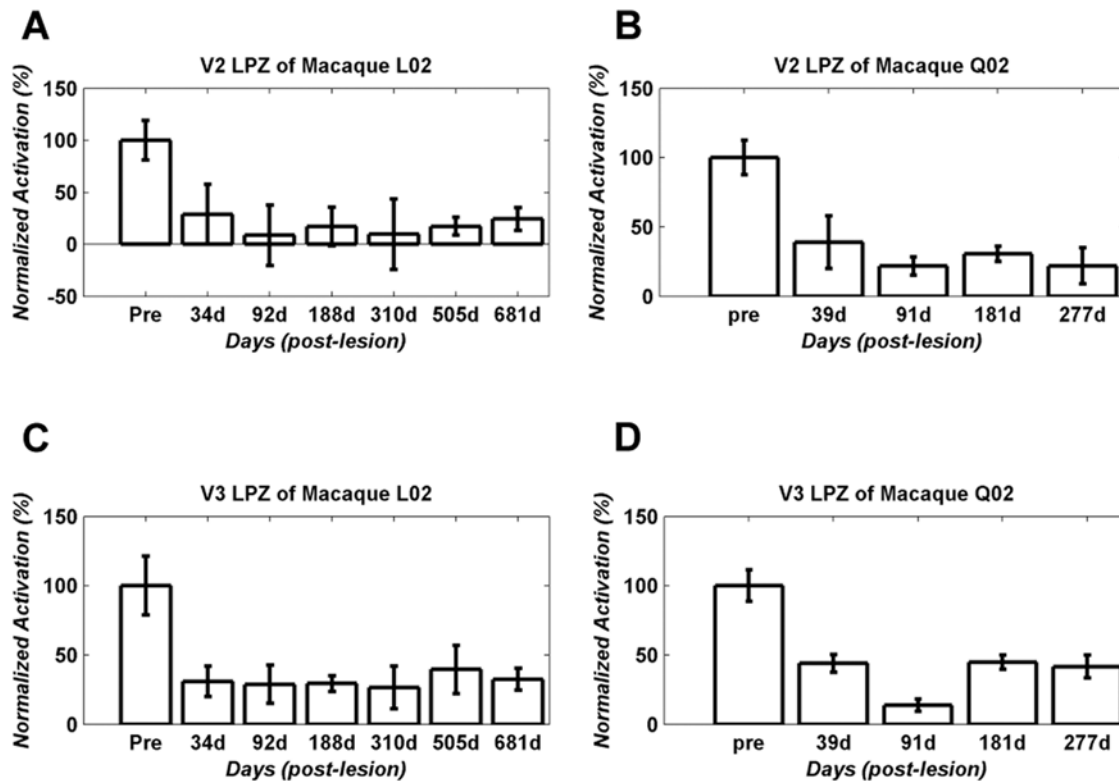 A
V2 LPZ of Macaque L02
Normalized Activation (%)
150
100
50
0
-50
Pre 34d 92d 188d 310d 505d 681d
Days (post-lesion)
B
V2 LPZ of Macaque Q02
Normalized Activation (%)
150
100
50
0
pre 39d 91d 181d 277d
Days (post-lesion)
C
V3 LPZ of Macaque L02
Normalized Activation (%)
150
100
50
0
Pre 34d 92d 188d 310d 505d 681d
Days (post-lesion)
D
V3 LPZ of Macaque Q02
Normalized Activation (%)
150
100
50
0
pre 39d 91d 181d 277d
Days (post-lesion)